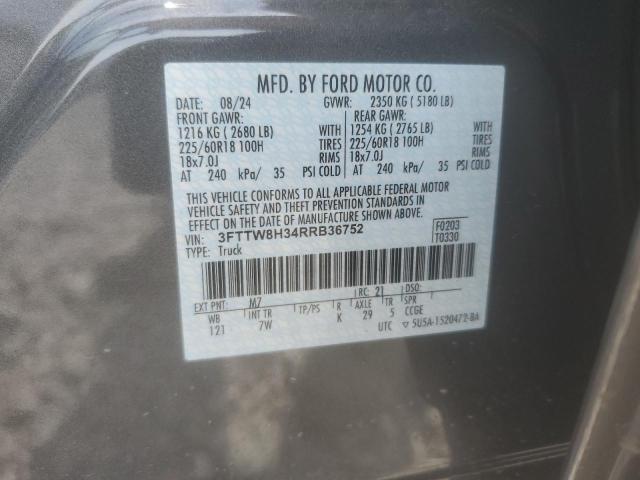 MFD. BY FORD MOTOR CO.
DATE: 08/24 GVWR: 2350 KG ( 5180 LB)
FRONT GAWR: REAR GAWR:
1216 KG ( 2680 LB) WITH 1254 KG ( 2765 LB) WITH
225/60R18 100H TIRES 225/60R18 100H TIRES
18x7.0J RIMS 18x7.0J RIMS
AT 240 kPa/ 35 PSI COLD AT 240 kPa/ 35 PSI COLD
THIS VEHICLE CONFORMS TO ALL APPLICABLE FEDERAL MOTOR
VEHICLE SAFETY AND THEFT PREVENTION STANDARDS IN
EFFECT ON THE DATE OF MANUFACTURE SHOWN ABOVE.
VIN: 3FTTW8H34RRB36752 F0203
TYPE: Truck T0330
EXT PNT: M7 RC: 21 DSO:
WB INT TR TP/PS R AXLE TR SPR
121 7W K 29 5 CCGE
UTC ▽ 5U5A-1520472-BA